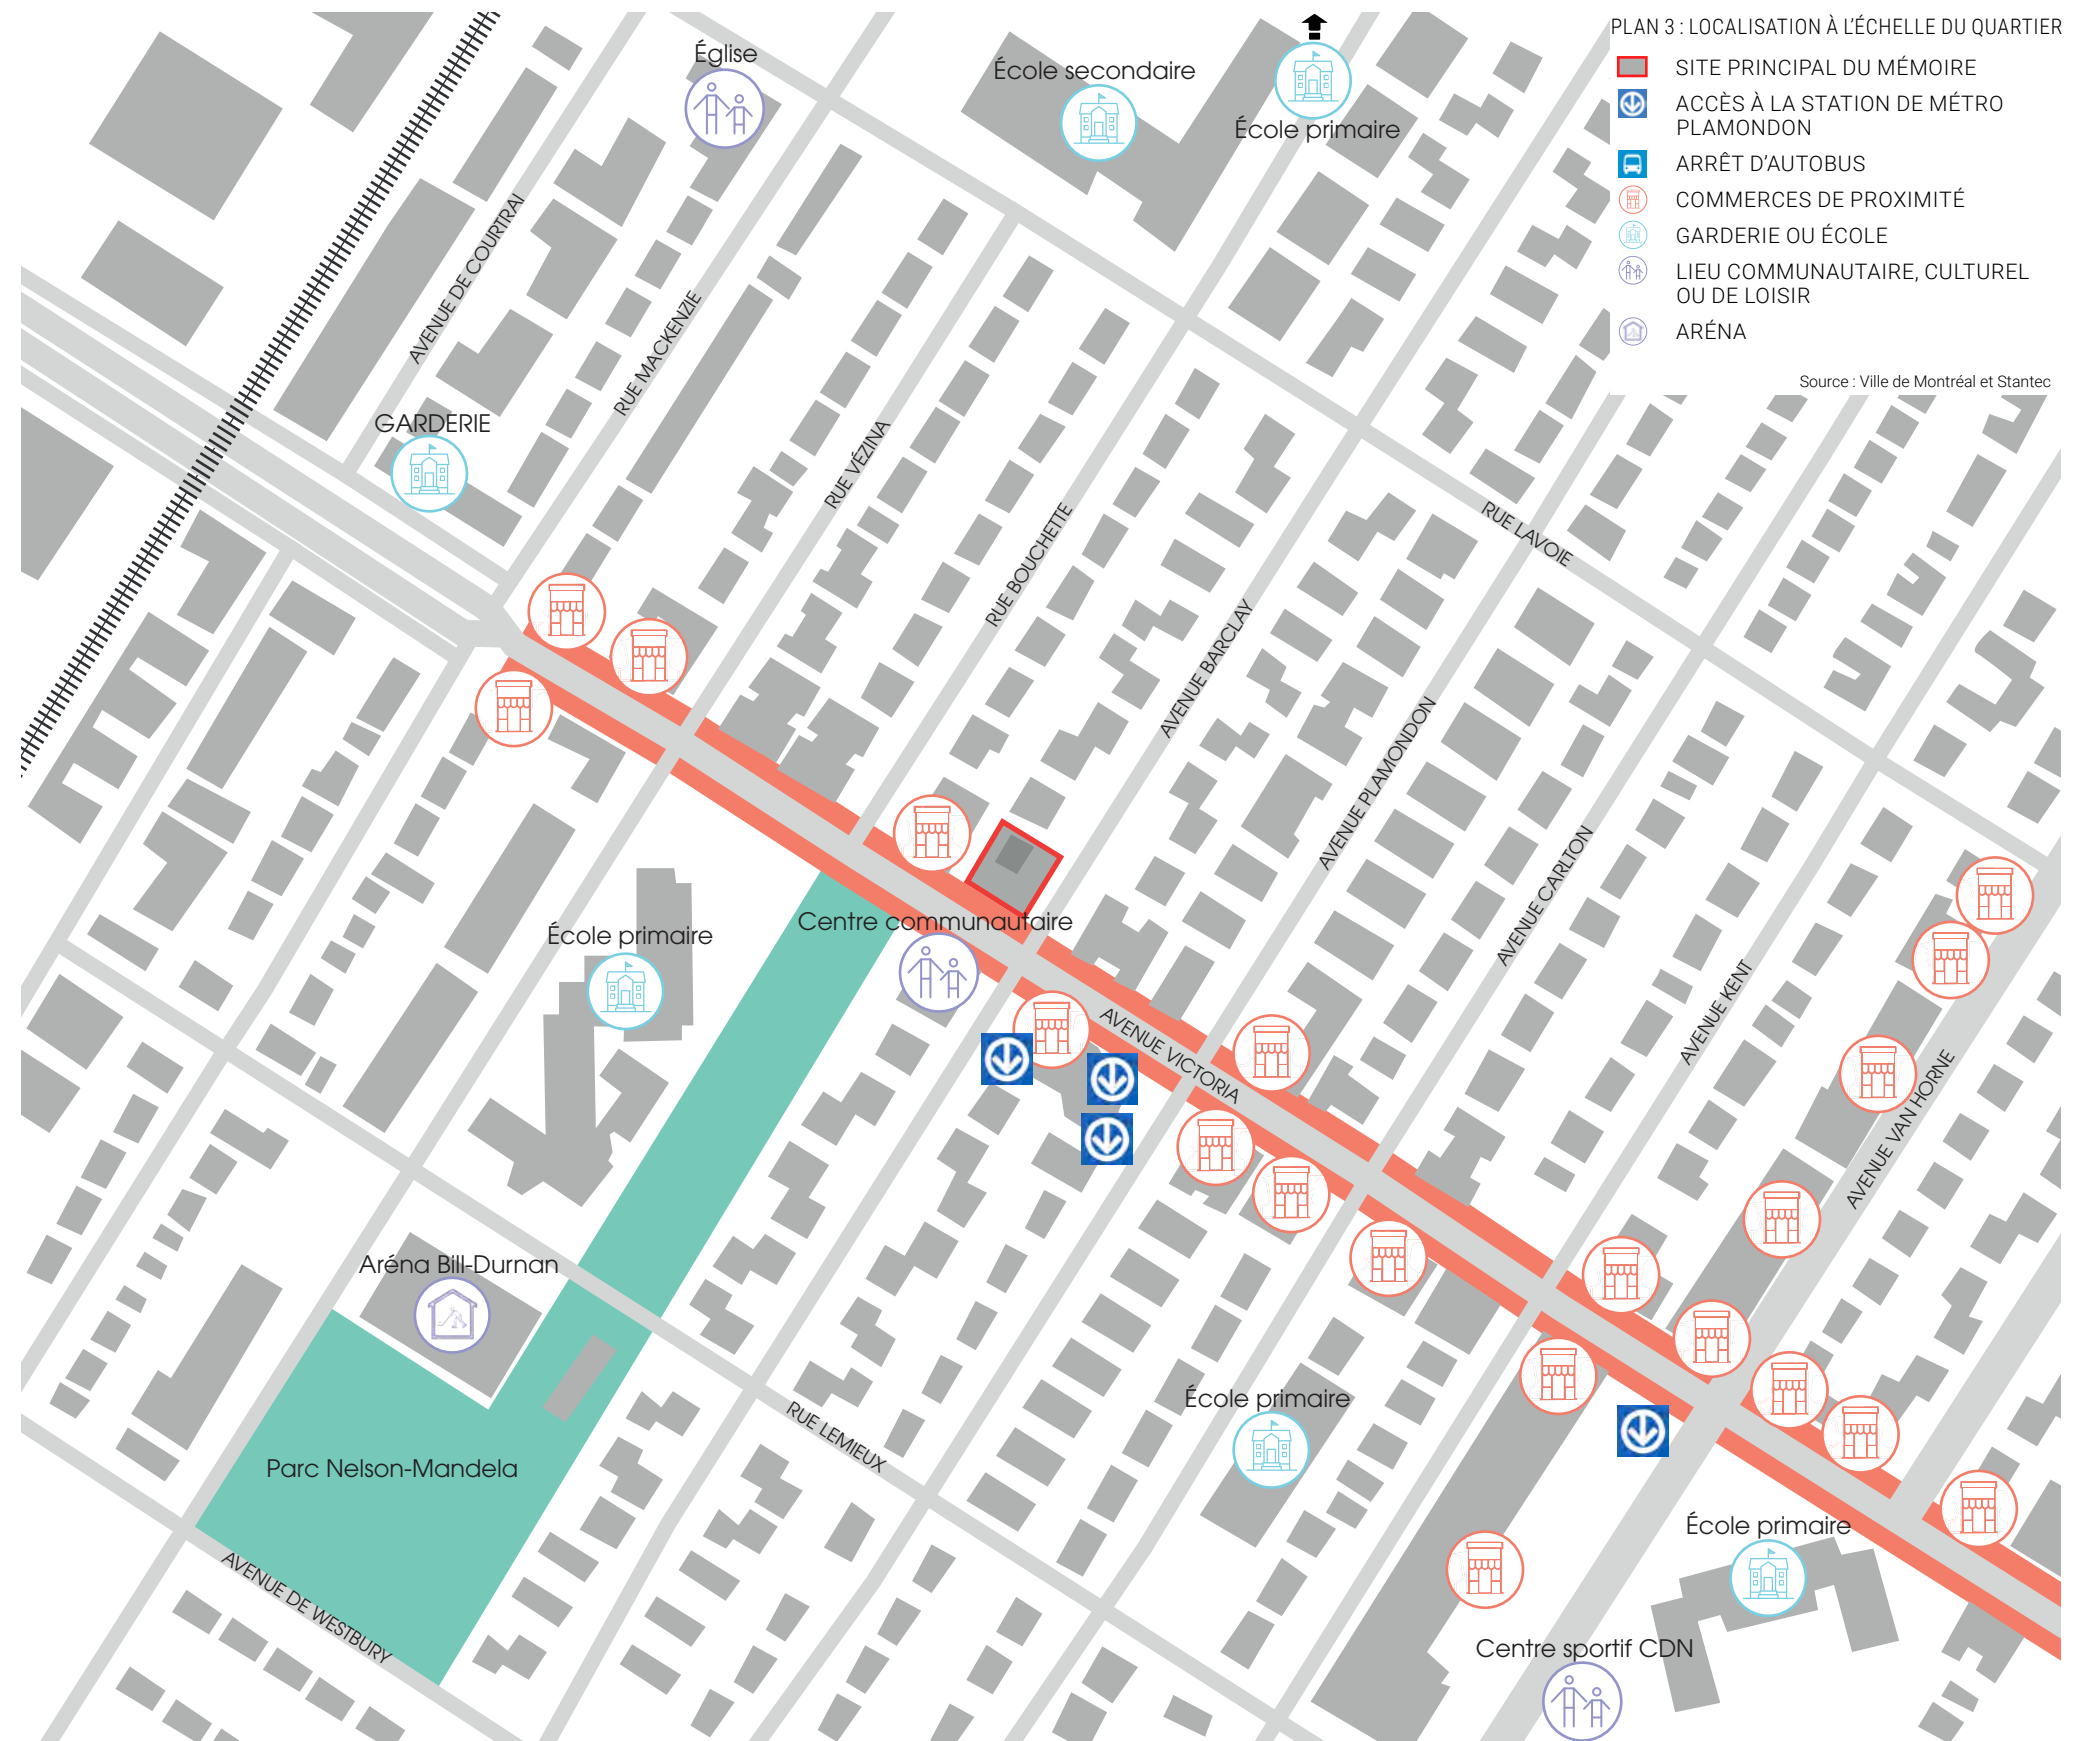 PLAN 3 : LOCALISATION À L'ÉCHELLE DU QUARTIER
SITE PRINCIPAL DU MÉMOIRE
ACCÈS À LA STATION DE MÉTRO
PLAMONDON
ARRÊT D'AUTOBUS
COMMERCES DE PROXIMITÉ
GARDERIE OU ÉCOLE
LIEU COMMUNAUTAIRE, CULTUREL
OU DE LOISIR
ARÉNA
Source : Ville de Montréal et Stantec
Église
École secondaire
École primaire
AVENUE DE COURTRAI
RUE MACKENZIE
GARDERIE
RUE VÉZINA
RUE BOUCHETTE
RUE LAVOIE
AVENUE BARCLAY
AVENUE PLAMONDON
AVENUE CARLTON
AVENUE KENT
AVENUE VAN HORNE
Centre communautaire
École primaire
AVENUE VICTORIA
Aréna Bill-Durnan
Parc Nelson-Mandela
RUE LEMIEUX
École primaire
École primaire
AVENUE DE WESTBURY
Centre sportif CDN